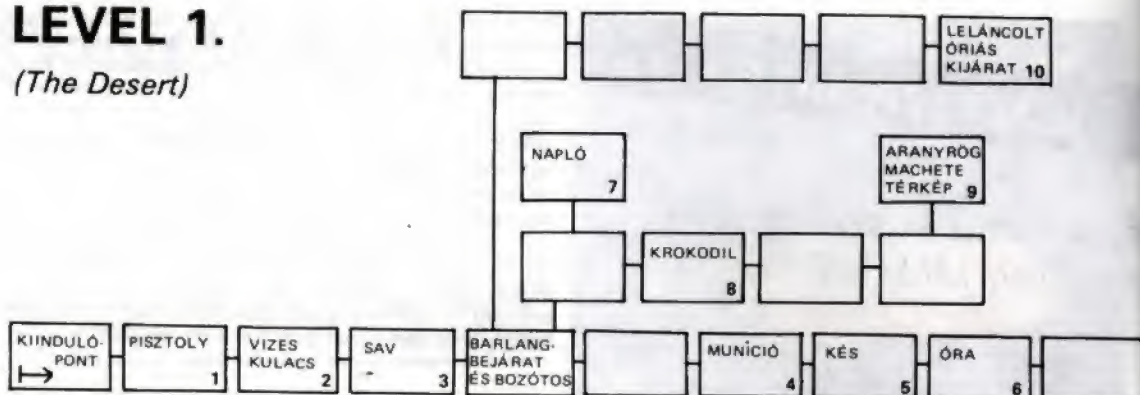 LEVEL 1.
(The Desert)
LELÁNCOLT
ÓRIÁS
KIJÁRAT 10
NAPLÓ
7
ARANYRÖG
MACHETE
TÉRKÉP 9
KROKODIL
8
KIINDULÓ-
PONT
PISZTOLY
1
VIZES
KULACS
2
SAV
3
BARLANG-
BEJÁRAT
ÉS BOZÓTOS
MUNÍCIÓ
4
KÉS
5
ÓRA
6